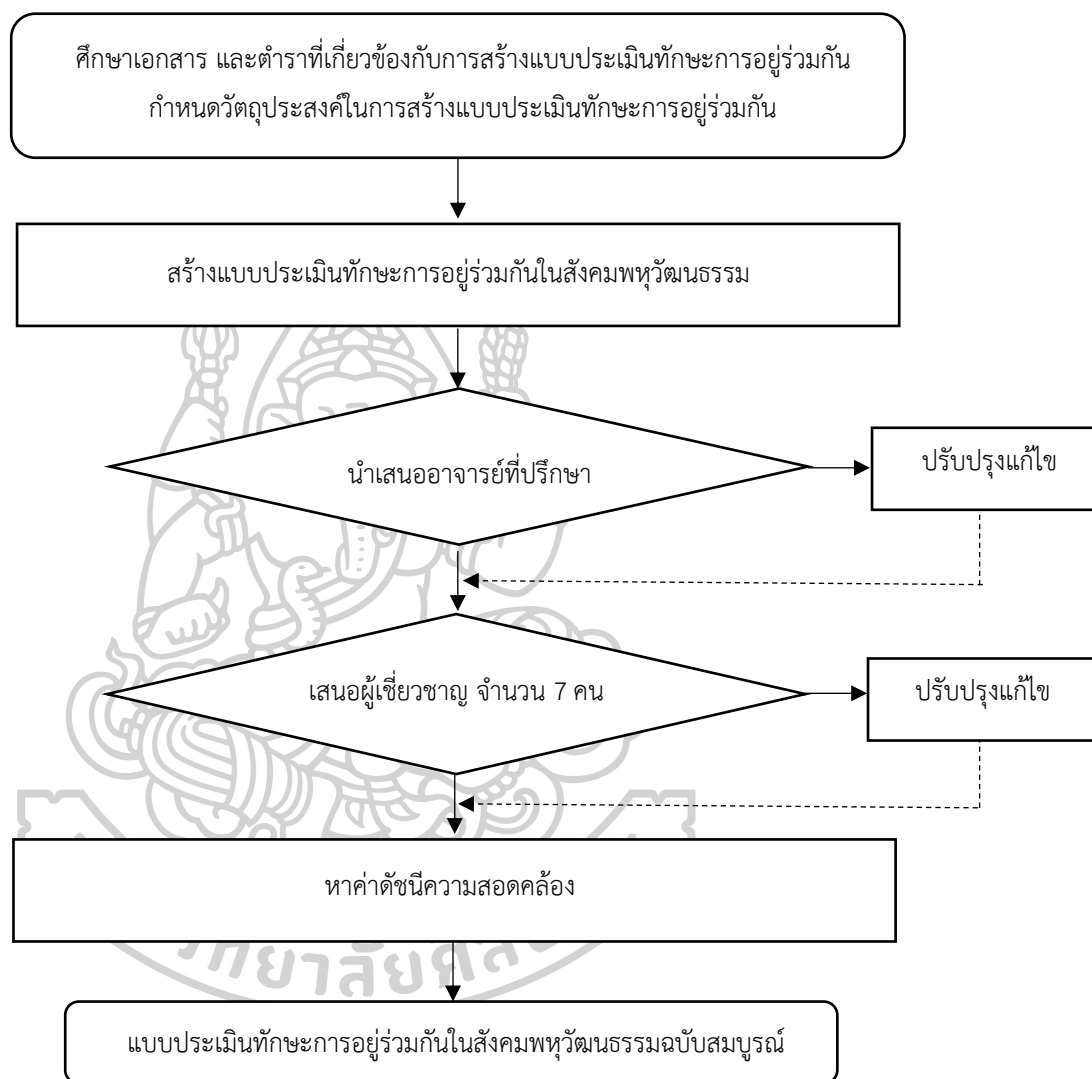 ศึกษาเอกสาร และตำราที่เกี่ยวข้องกับการสร้างแบบประเมินทักษะการอยู่ร่วมกัน
กำหนดวัตถุประสงค์ในการสร้างแบบประเมินทักษะการอยู่ร่วมกัน
สร้างแบบประเมินทักษะการอยู่ร่วมกันในสังคมพหุวัฒนธรรม
นำเสนออาจารย์ที่ปรึกษา
ปรับปรุงแก้ไข
เสนอผู้เชี่ยวชาญ จำนวน 7 คน
ปรับปรุงแก้ไข
หาค่าดัชนีความสอดคล้อง
แบบประเมินทักษะการอยู่ร่วมกันในสังคมพหุวัฒนธรรมฉบับสมบูรณ์